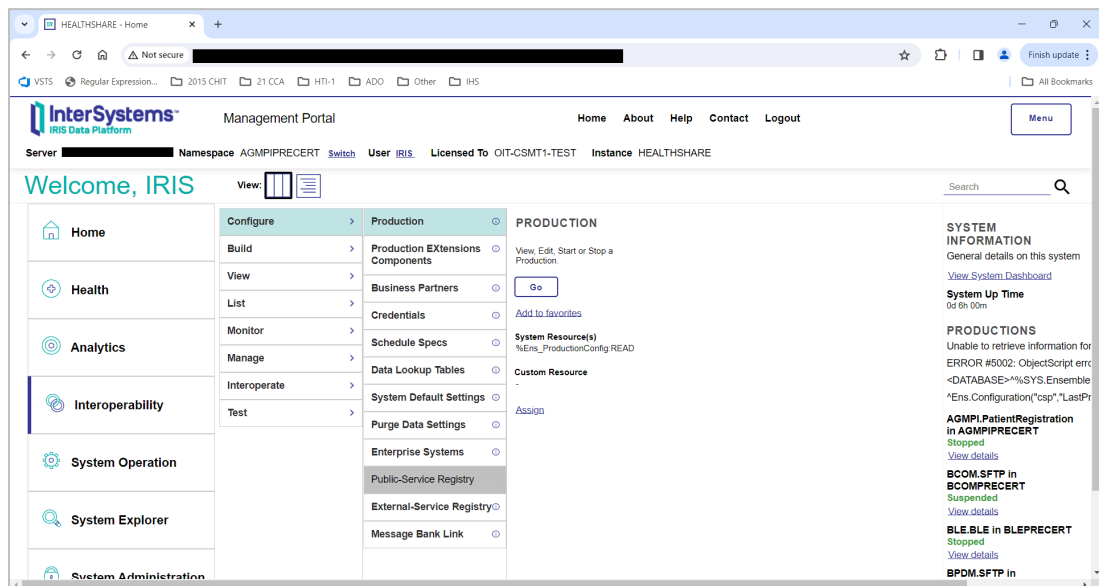 HEALTHSHARE - Home
Not secure
Finish update
VSTS
Regular Expression...
2015 CHIT
21 CCA
HTI-1
ADO
Other
IHS
All Bookmarks
InterSystems™
IRIS Data Platform
Management Portal
Home About Help Contact Logout
Menu
Server
Namespace AGMPIPRECERT Switch User IRIS Licensed To OIT-CSMT1-TEST Instance HEALTHSHARE
Welcome, IRIS
View:
Search
Home
Health
Analytics
Interoperability
System Operation
System Explorer
System Administration
Configure
Build
View
List
Monitor
Manage
Interoperate
Test
Production
Production EXtensions
Components
Business Partners
Credentials
Schedule Specs
Data Lookup Tables
System Default Settings
Purge Data Settings
Enterprise Systems
Public-Service Registry
External-Service Registry
Message Bank Link
PRODUCTION
View, Edit, Start or Stop a
Production.
Go
Add to favorites
System Resource(s)
%Ens_ProductionConfig:READ
Custom Resource
-
Assign
SYSTEM
INFORMATION
General details on this system
View System Dashboard
System Up Time
0d 6h 00m
PRODUCTIONS
Unable to retrieve information for
ERROR #5002: ObjectScript erro
<DATABASE>^%SYS.Ensemble
^Ens.Configuration("csp","LastPr
AGMPI.PatientRegistration
in AGMPIPRECERT
Stopped
View details
BCOM.SFTP in
BCOMPRECERT
Suspended
View details
BLE.BLE in BLEPRECERT
Stopped
View details
BPDM.SFTP in